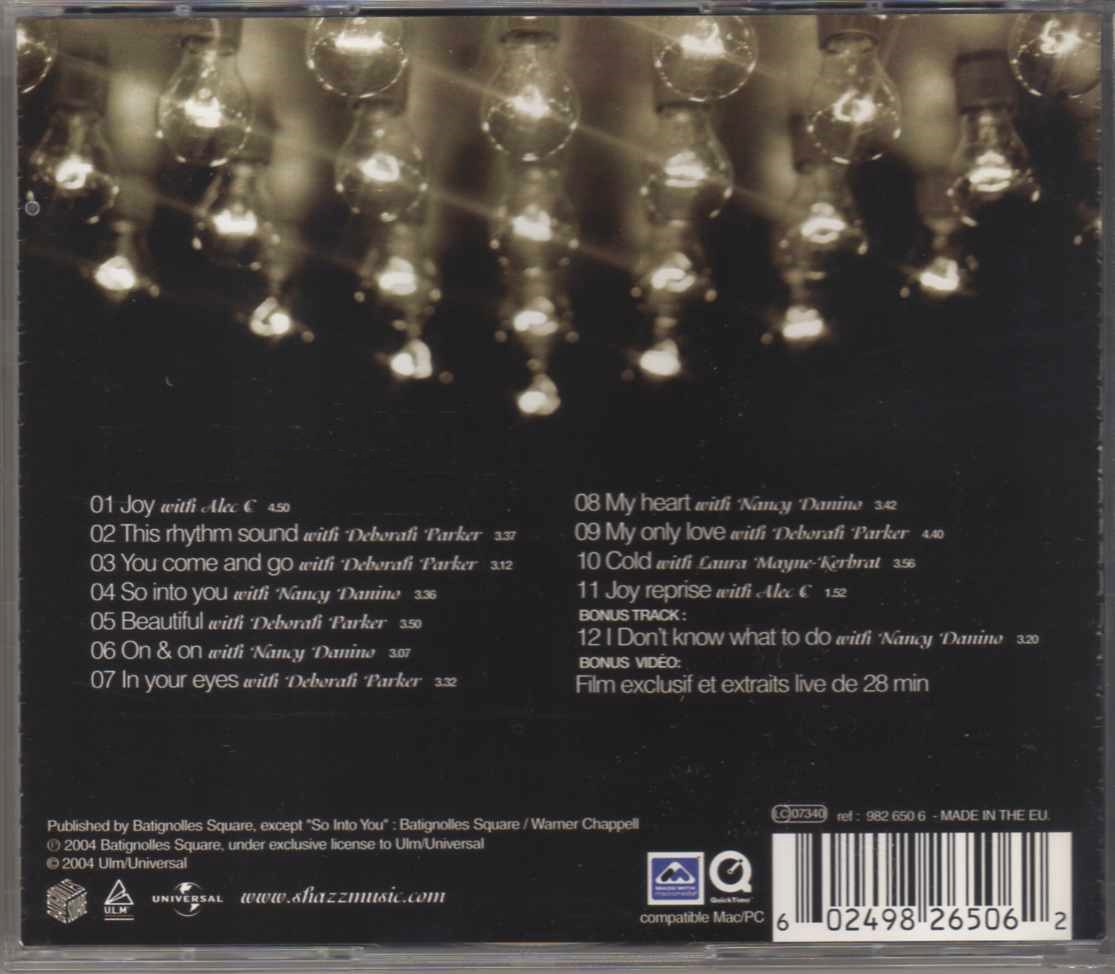 01 Joy with Alec C 4.50
02 This rhythm sound with Deborah Parker 3.37
03 You come and go with Deborah Parker 3.12
04 So into you with Nancy Danino 3.36
05 Beautiful with Deborah Parker 3.50
06 On & on with Nancy Danino 3.07
07 In your eyes with Deborah Parker 3.32
08 My heart with Nancy Danino 3.42
09 My only love with Deborah Parker 4.40
10 Cold with Laura Mayne-Kerbrat 3.56
11 Joy reprise with Alec C 1.52
BONUS TRACK :
12 I Don't know what to do with Nancy Danino 3.20
BONUS VIDÉO:
Film exclusif et extraits live de 28 min
Published by Batignolles Square, except "So Into You" : Batignolles Square / Warner Chappell
℗ 2004 Batignolles Square, under exclusive license to Ulm/Universal
© 2004 Ulm/Universal
ULM
UNIVERSAL
www.shazzmusic.com
MADE WITH
macromedia
QuickTime
compatible Mac/PC
LC 07340
ref : 982 650 6 - MADE IN THE EU.
6 02498 26506 2